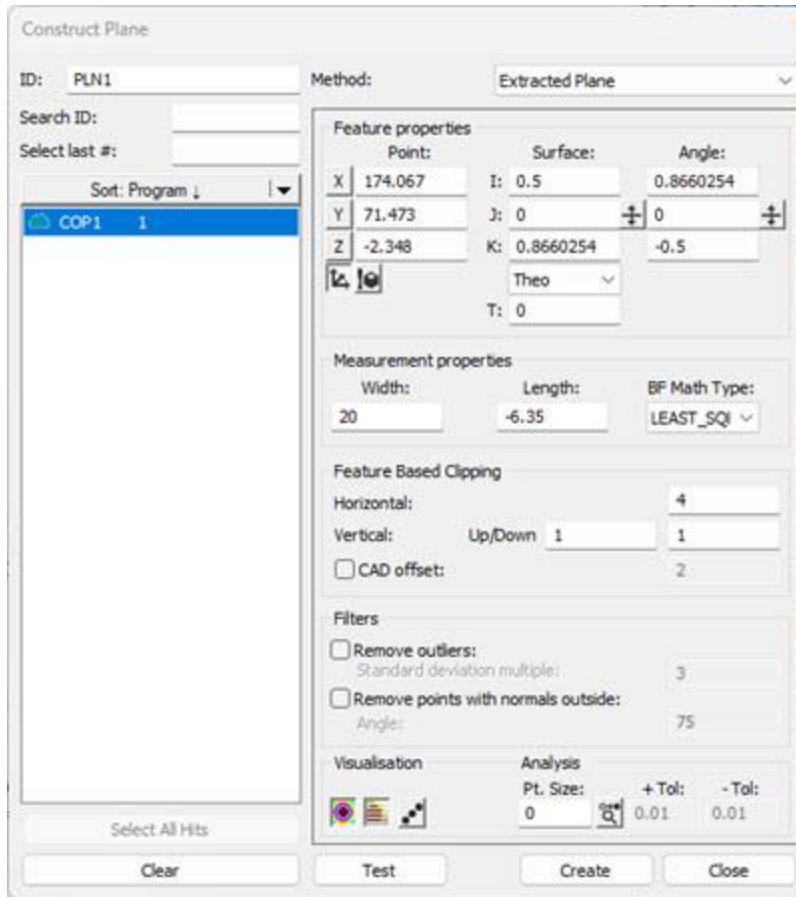 Construct Plane
ID: PLN1 Method: Extracted Plane
Search ID:
Select last #:
Sort: Program ↓
COP1 1
Select All Hits
Clear
Feature properties
Point: Surface: Angle:
X 174.067 I: 0.5 0.8660254
Y 71.473 J: 0 0
Z -2.348 K: 0.8660254 -0.5
Theo
T: 0
Measurement properties
Width: Length: BF Math Type:
20 -6.35 LEAST_SQI
Feature Based Clipping
Horizontal: 4
Vertical: Up/Down 1 1
CAD offset: 2
Filters
Remove outliers:
Standard deviation multiple: 3
Remove points with normals outside:
Angle: 75
Visualisation Analysis
Pt. Size: + Tol: - Tol:
0 0.01 0.01
Test Create Close